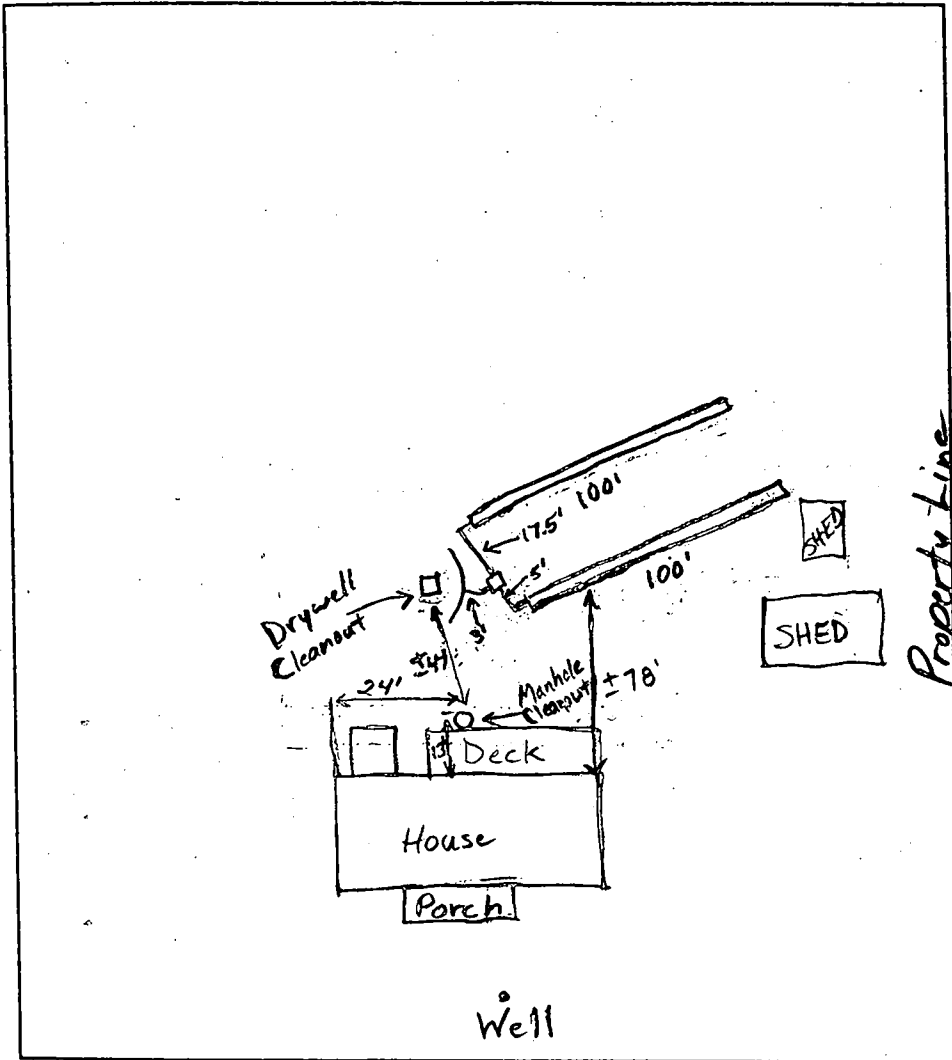 100'
17.5'
5'
100'
SHED
SHED
Property Line
Drywell
Cleanout
3'
±41
24'
Manhole
Cleanout
±78'
13'
Deck
House
Porch
Well